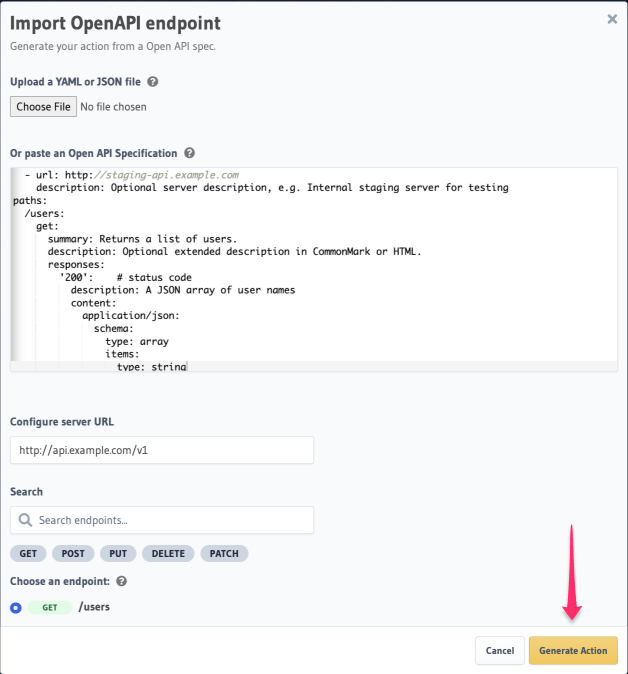 Import OpenAPI endpoint
Generate your action from a Open API spec.
Upload a YAML or JSON file ?
Choose File No file chosen
Or paste an Open API Specification ?
- url: http://staging-api.example.com
description: Optional server description, e.g. Internal staging server for testing
paths:
/users:
get:
summary: Returns a list of users.
description: Optional extended description in CommonMark or HTML.
responses:
'200': # status code
description: A JSON array of user names
content:
application/json:
schema:
type: array
items:
type: string
Configure server URL
http://api.example.com/v1
Search
Search endpoints...
GET POST PUT DELETE PATCH
Choose an endpoint: ?
GET /users
Cancel Generate Action